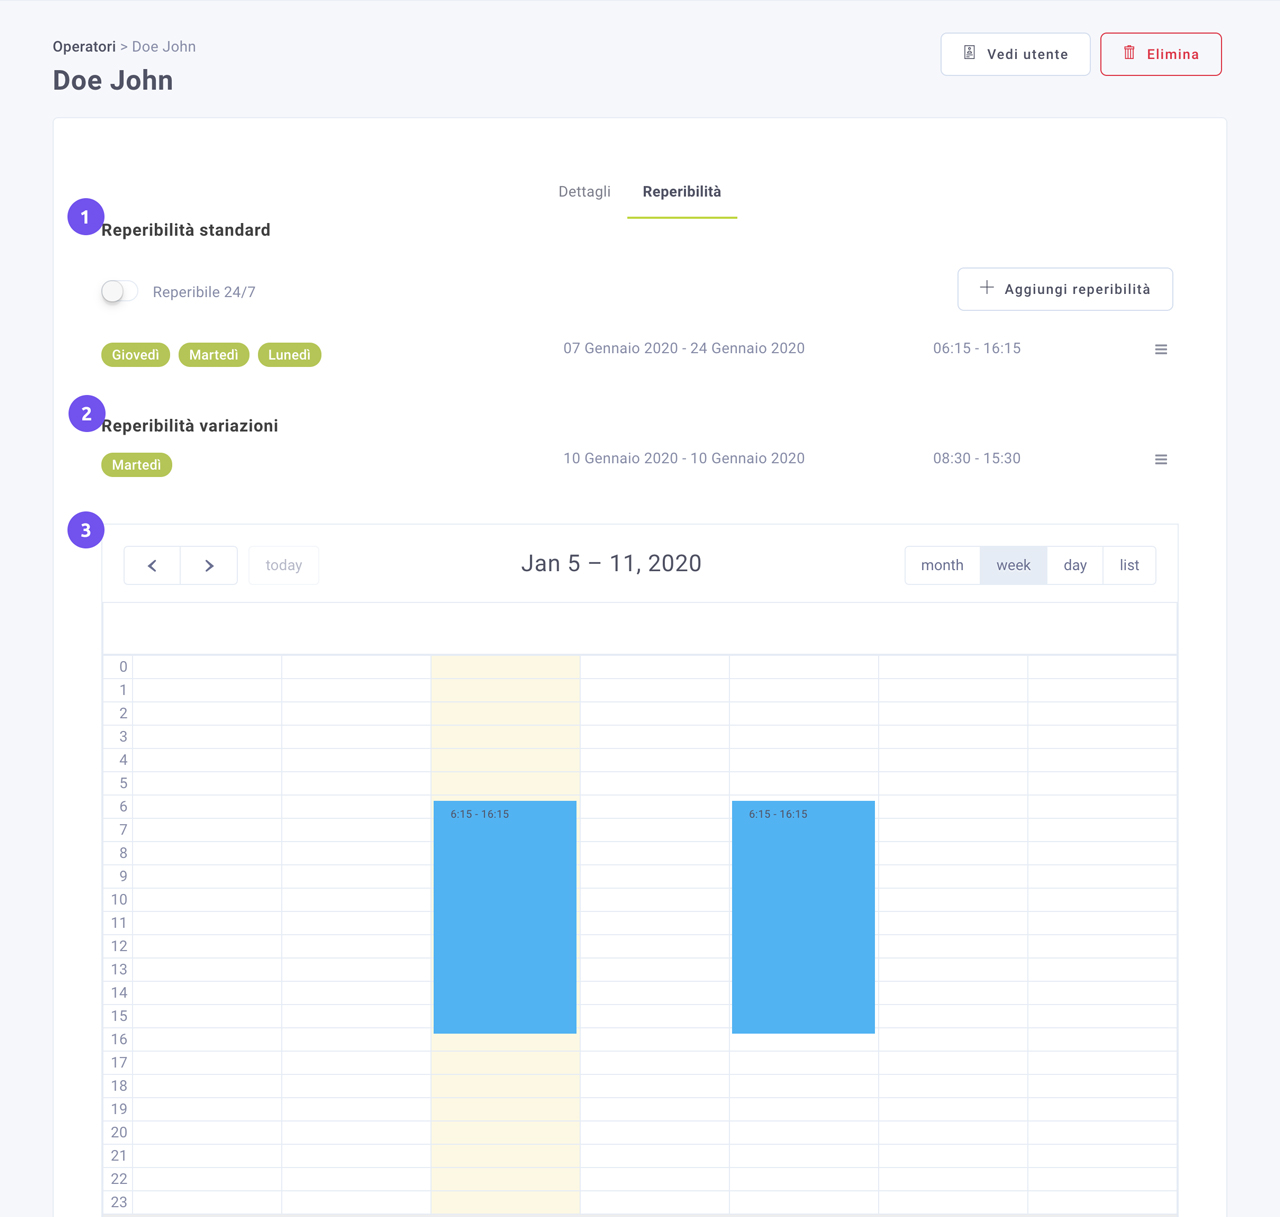 Operatori > Doe John
Doe John
Vedi utente
Elimina
Dettagli
Reperibilità
1
Reperibilità standard
Reperibile 24/7
Aggiungi reperibilità
Giovedì Martedì Lunedì 07 Gennaio 2020 - 24 Gennaio 2020 06:15 - 16:15
2
Reperibilità variazioni
Martedì 10 Gennaio 2020 - 10 Gennaio 2020 08:30 - 15:30
3
today
Jan 5 – 11, 2020
month week day list
0
1
2
3
4
5
6
6:15 - 16:15 6:15 - 16:15
7
8
9
10
11
12
13
14
15
16
17
18
19
20
21
22
23